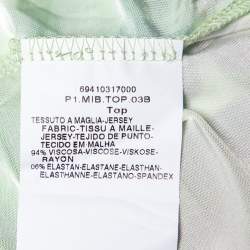 69410317000
P1.MIB.TOP.03B
Top
TESSUTO A MAGLIA-JERSEY
FABRIC-TISSU A MAILLE-
JERSEY-TEJIDO DE PUNTO-
TECIDO EM MALHA
94% VISCOSA-VISCOSE-VISKOSE-
RAYON
06% ELASTAN-ELASTANE-ELASTHAN-
ELASTHANNE-ELASTANO-SPANDEX